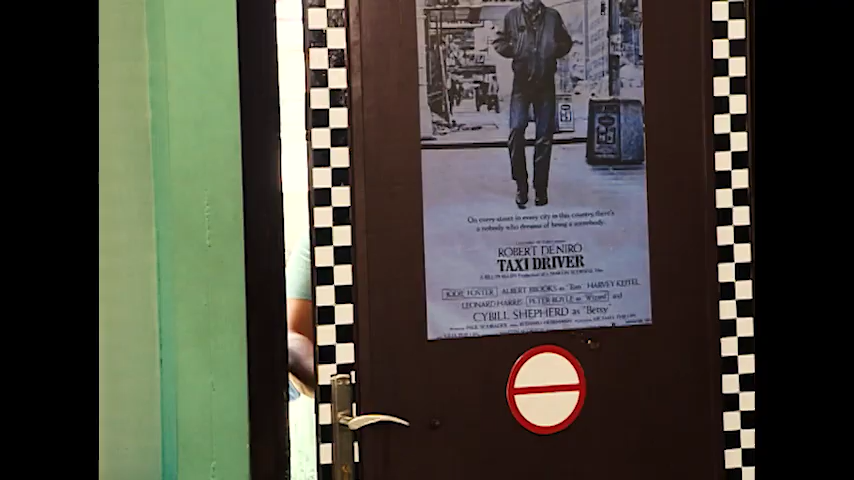 On every street in every city in this country, there's
a nobody who dreams of being a somebody.
ROBERT DE NIRO
TAXI DRIVER
JODIE FOSTER ALBERT BROOKS as "Tom" HARVEY KEITEL
LEONARD HARRIS PETER BOYLE as "Wizard" and
CYBILL SHEPHERD as "Betsy"
PAUL SCHRADER